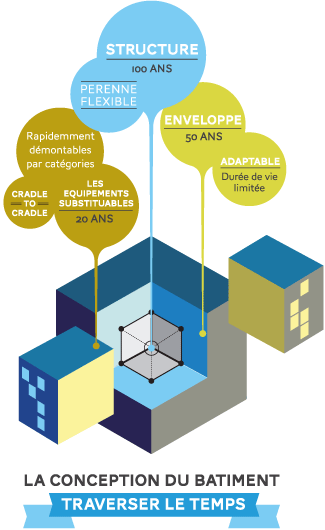 STRUCTURE
100 ANS
PERENNE
FLEXIBLE
ENVELOPPE
50 ANS
ADAPTABLE
Durée de vie
limitée
Rapidemment
démontables
par catégories
CRADLE
TO
CRADLE
LES
EQUIPEMENTS
SUBSTITUABLES
20 ANS
LA CONCEPTION DU BATIMENT
TRAVERSER LE TEMPS